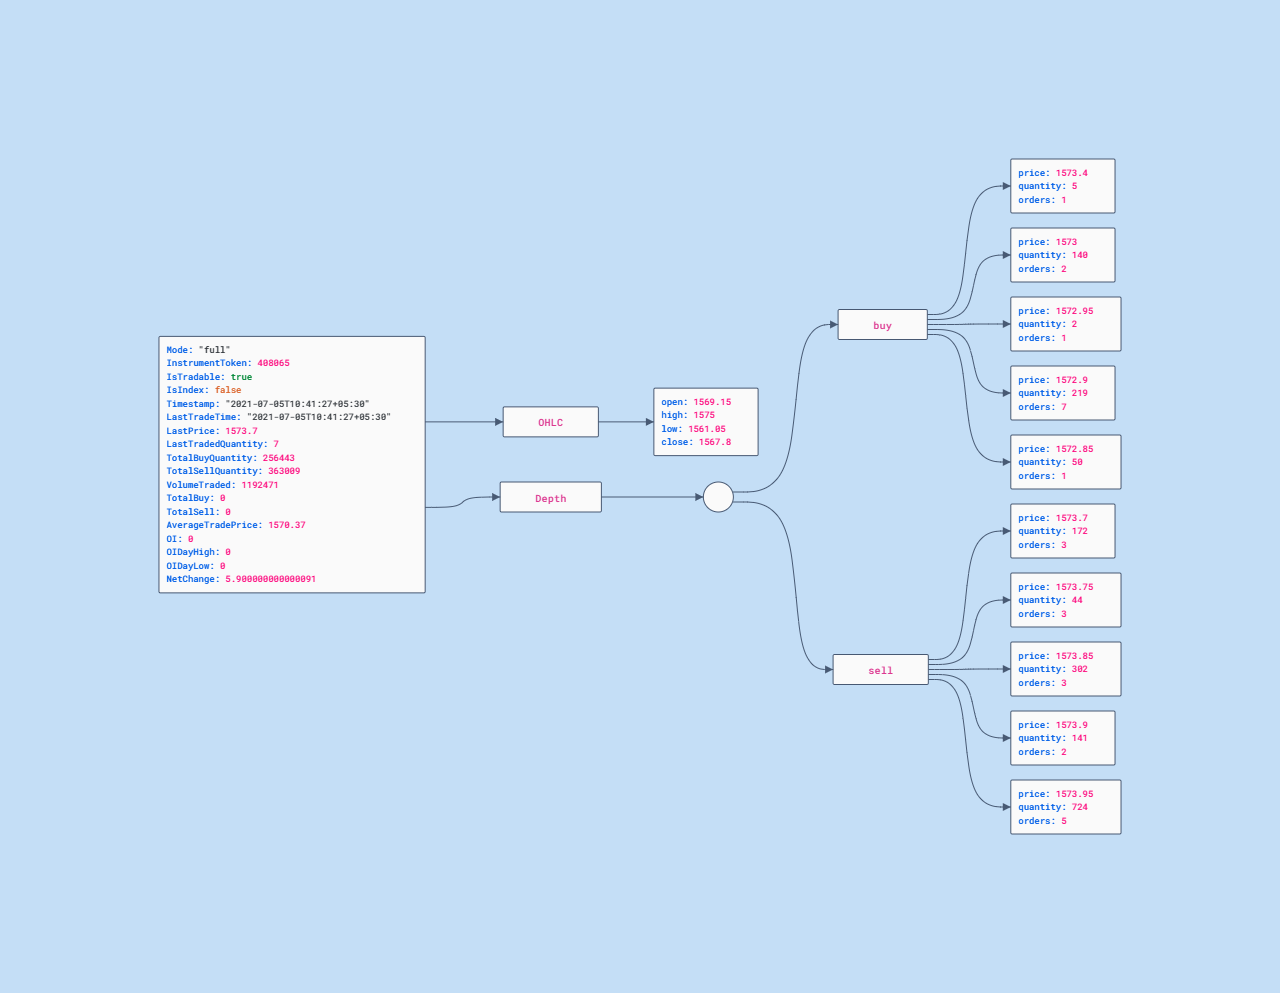 Mode: "full"
InstrumentToken: 408065
IsTradable: true
IsIndex: false
Timestamp: "2021-07-05T10:41:27+05:30"
LastTradeTime: "2021-07-05T10:41:27+05:30"
LastPrice: 1573.7
LastTradedQuantity: 7
TotalBuyQuantity: 256443
TotalSellQuantity: 363009
VolumeTraded: 1192471
TotalBuy: 0
TotalSell: 0
AverageTradePrice: 1570.37
OI: 0
OIDayHigh: 0
OIDayLow: 0
NetChange: 5.900000000000091
OHLC
open: 1569.15
high: 1575
low: 1561.05
close: 1567.8
Depth
buy
price: 1573.4
quantity: 5
orders: 1
price: 1573
quantity: 140
orders: 2
price: 1572.95
quantity: 2
orders: 1
price: 1572.9
quantity: 219
orders: 7
price: 1572.85
quantity: 50
orders: 1
sell
price: 1573.7
quantity: 172
orders: 3
price: 1573.75
quantity: 44
orders: 3
price: 1573.85
quantity: 302
orders: 3
price: 1573.9
quantity: 141
orders: 2
price: 1573.95
quantity: 724
orders: 5